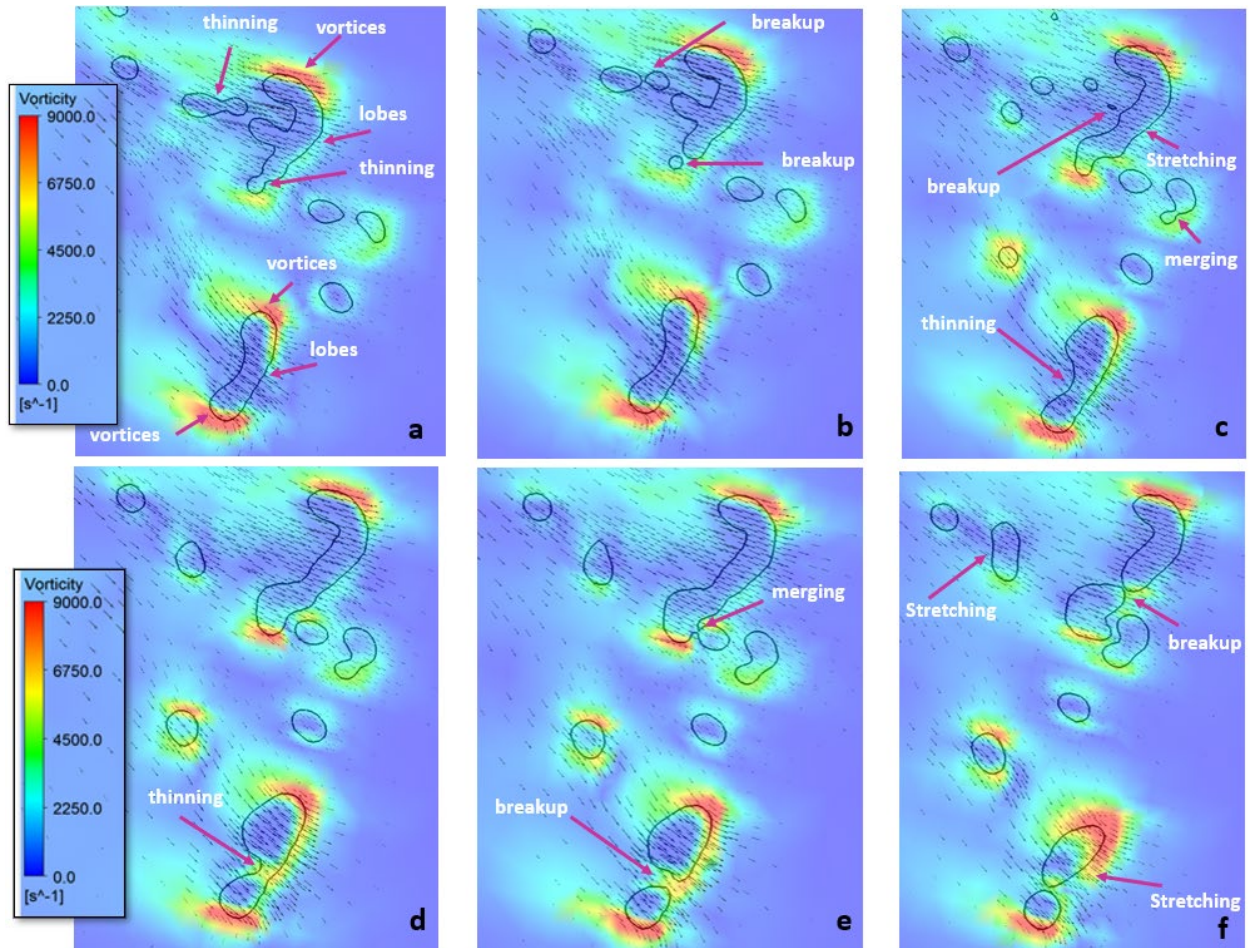 thinning
vortices
lobes
thinning
vortices
lobes
vortices
a
Vorticity
9000.0
6750.0
4500.0
2250.0
0.0
[s^-1]
breakup
breakup
b
breakup
Stretching
merging
thinning
c
Vorticity
9000.0
6750.0
4500.0
2250.0
0.0
[s^-1]
thinning
d
merging
breakup
e
Stretching
breakup
Stretching
f